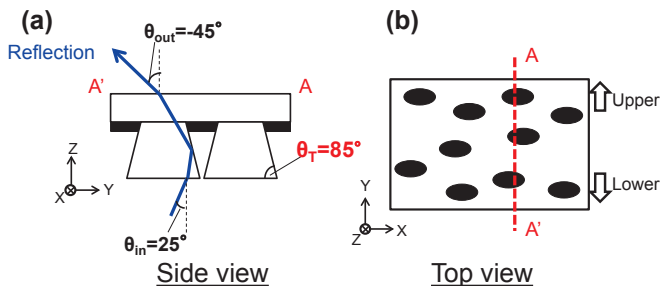 (a)
θout=-45°
Reflection
A'
A
θT=85°
Z
X
Y
θin=25°
Side view
(b)
A
Upper
Lower
Y
Z
X
A'
Top view